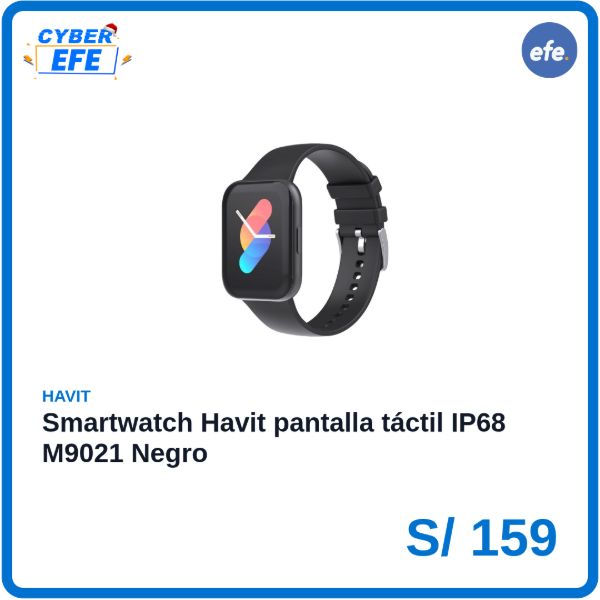 CYBER
EFE
efe.
HAVIT
Smartwatch Havit pantalla táctil IP68
M9021 Negro
S/ 159